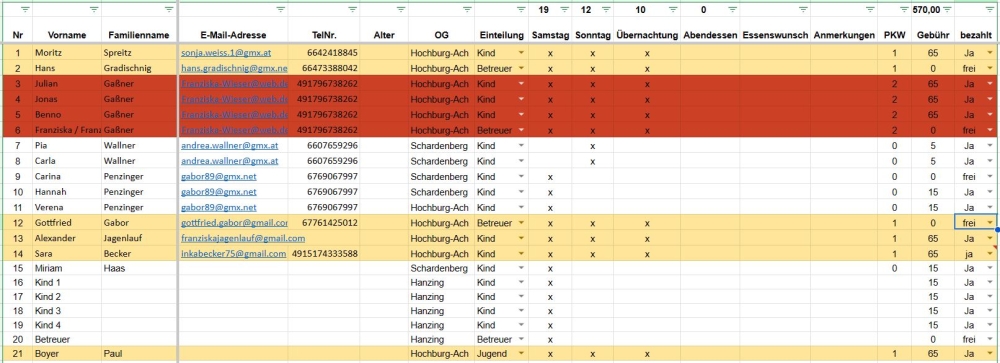 19 12 10 0 570,00
Nr Vorname Familienname E-Mail-Adresse TelNr. Alter OG Einteilung Samstag Sonntag Übernachtung Abendessen Essenswunsch Anmerkungen PKW Gebühr bezahlt
1 Moritz Spreitz sonja.weiss.1@gmx.at 6642418845 Hochburg-Ach Kind x x x 1 65 Ja
2 Hans Gradischnig hans.gradischnig@gmx.ne 66473388042 Hochburg-Ach Betreuer x x x 1 0 frei
3 Julian Gaßner Franziska-Wieser@web.de 491796738262 Hochburg-Ach Kind x x x 2 65 Ja
4 Jonas Gaßner Franziska-Wieser@web.de 491796738262 Hochburg-Ach Kind x x x 2 65 Ja
5 Benno Gaßner Franziska-Wieser@web.de 491796738262 Hochburg-Ach Kind x x x 2 65 Ja
6 Franziska / Franz Gaßner Franziska-Wieser@web.de 491796738262 Hochburg-Ach Betreuer x x x 2 0 frei
7 Pia Wallner andrea.wallner@gmx.at 6607659296 Schardenberg Kind x 0 5 Ja
8 Carla Wallner andrea.wallner@gmx.at 6607659296 Schardenberg Kind x 0 5 Ja
9 Carina Penzinger gabor89@gmx.net 6769067997 Schardenberg Kind x 0 0 frei
10 Hannah Penzinger gabor89@gmx.net 6769067997 Schardenberg Kind x 0 15 Ja
11 Verena Penzinger gabor89@gmx.net 6769067997 Schardenberg Kind x 0 15 Ja
12 Gottfried Gabor gottfried.gabor@gmail.com 67761425012 Hochburg-Ach Betreuer x x x 1 0 frei
13 Alexander Jagenlauf franziskajagenlauf@gmail.com Hochburg-Ach Kind x x x 1 65 Ja
14 Sara Becker inkabecker75@gmail.com 4915174333588 Hochburg-Ach Kind x x x 1 65 ja
15 Miriam Haas Schardenberg Kind x 0 15 Ja
16 Kind 1 Hanzing Kind x 15 Ja
17 Kind 2 Hanzing Kind x 15 Ja
18 Kind 3 Hanzing Kind x 15 Ja
19 Kind 4 Hanzing Kind x 15 Ja
20 Betreuer Hanzing Betreuer x 0 frei
21 Boyer Paul Hochburg-Ach Jugend x x x 1 65 Ja